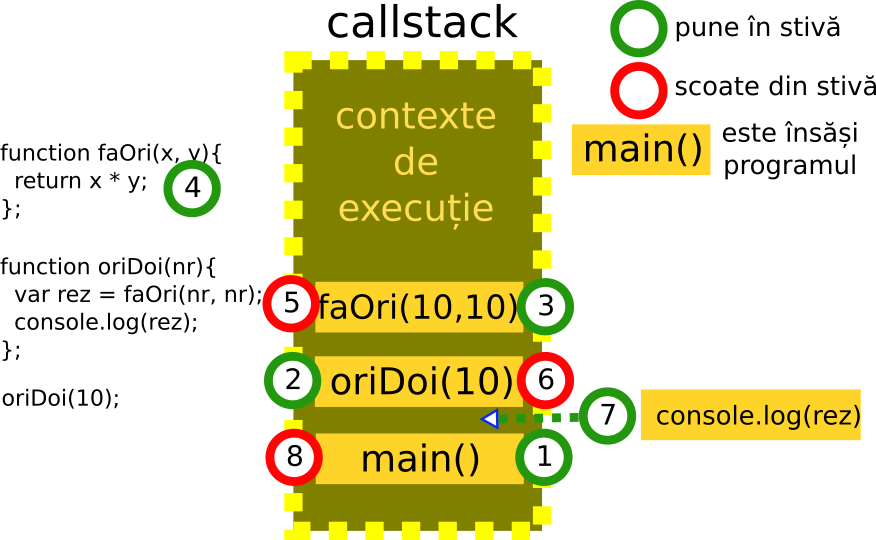 callstack
pune în stivă
scoate din stivă
main()
este însăși
programul
function faOri(x, y){
return x * y;
4
};
function oriDoi(nr){
var rez = faOri(nr, nr);
console.log(rez);
};
oriDoi(10);
contexte
de
execuție
5 faOri(10,10) 3
2 oriDoi(10) 6
7 console.log(rez)
8 main() 1